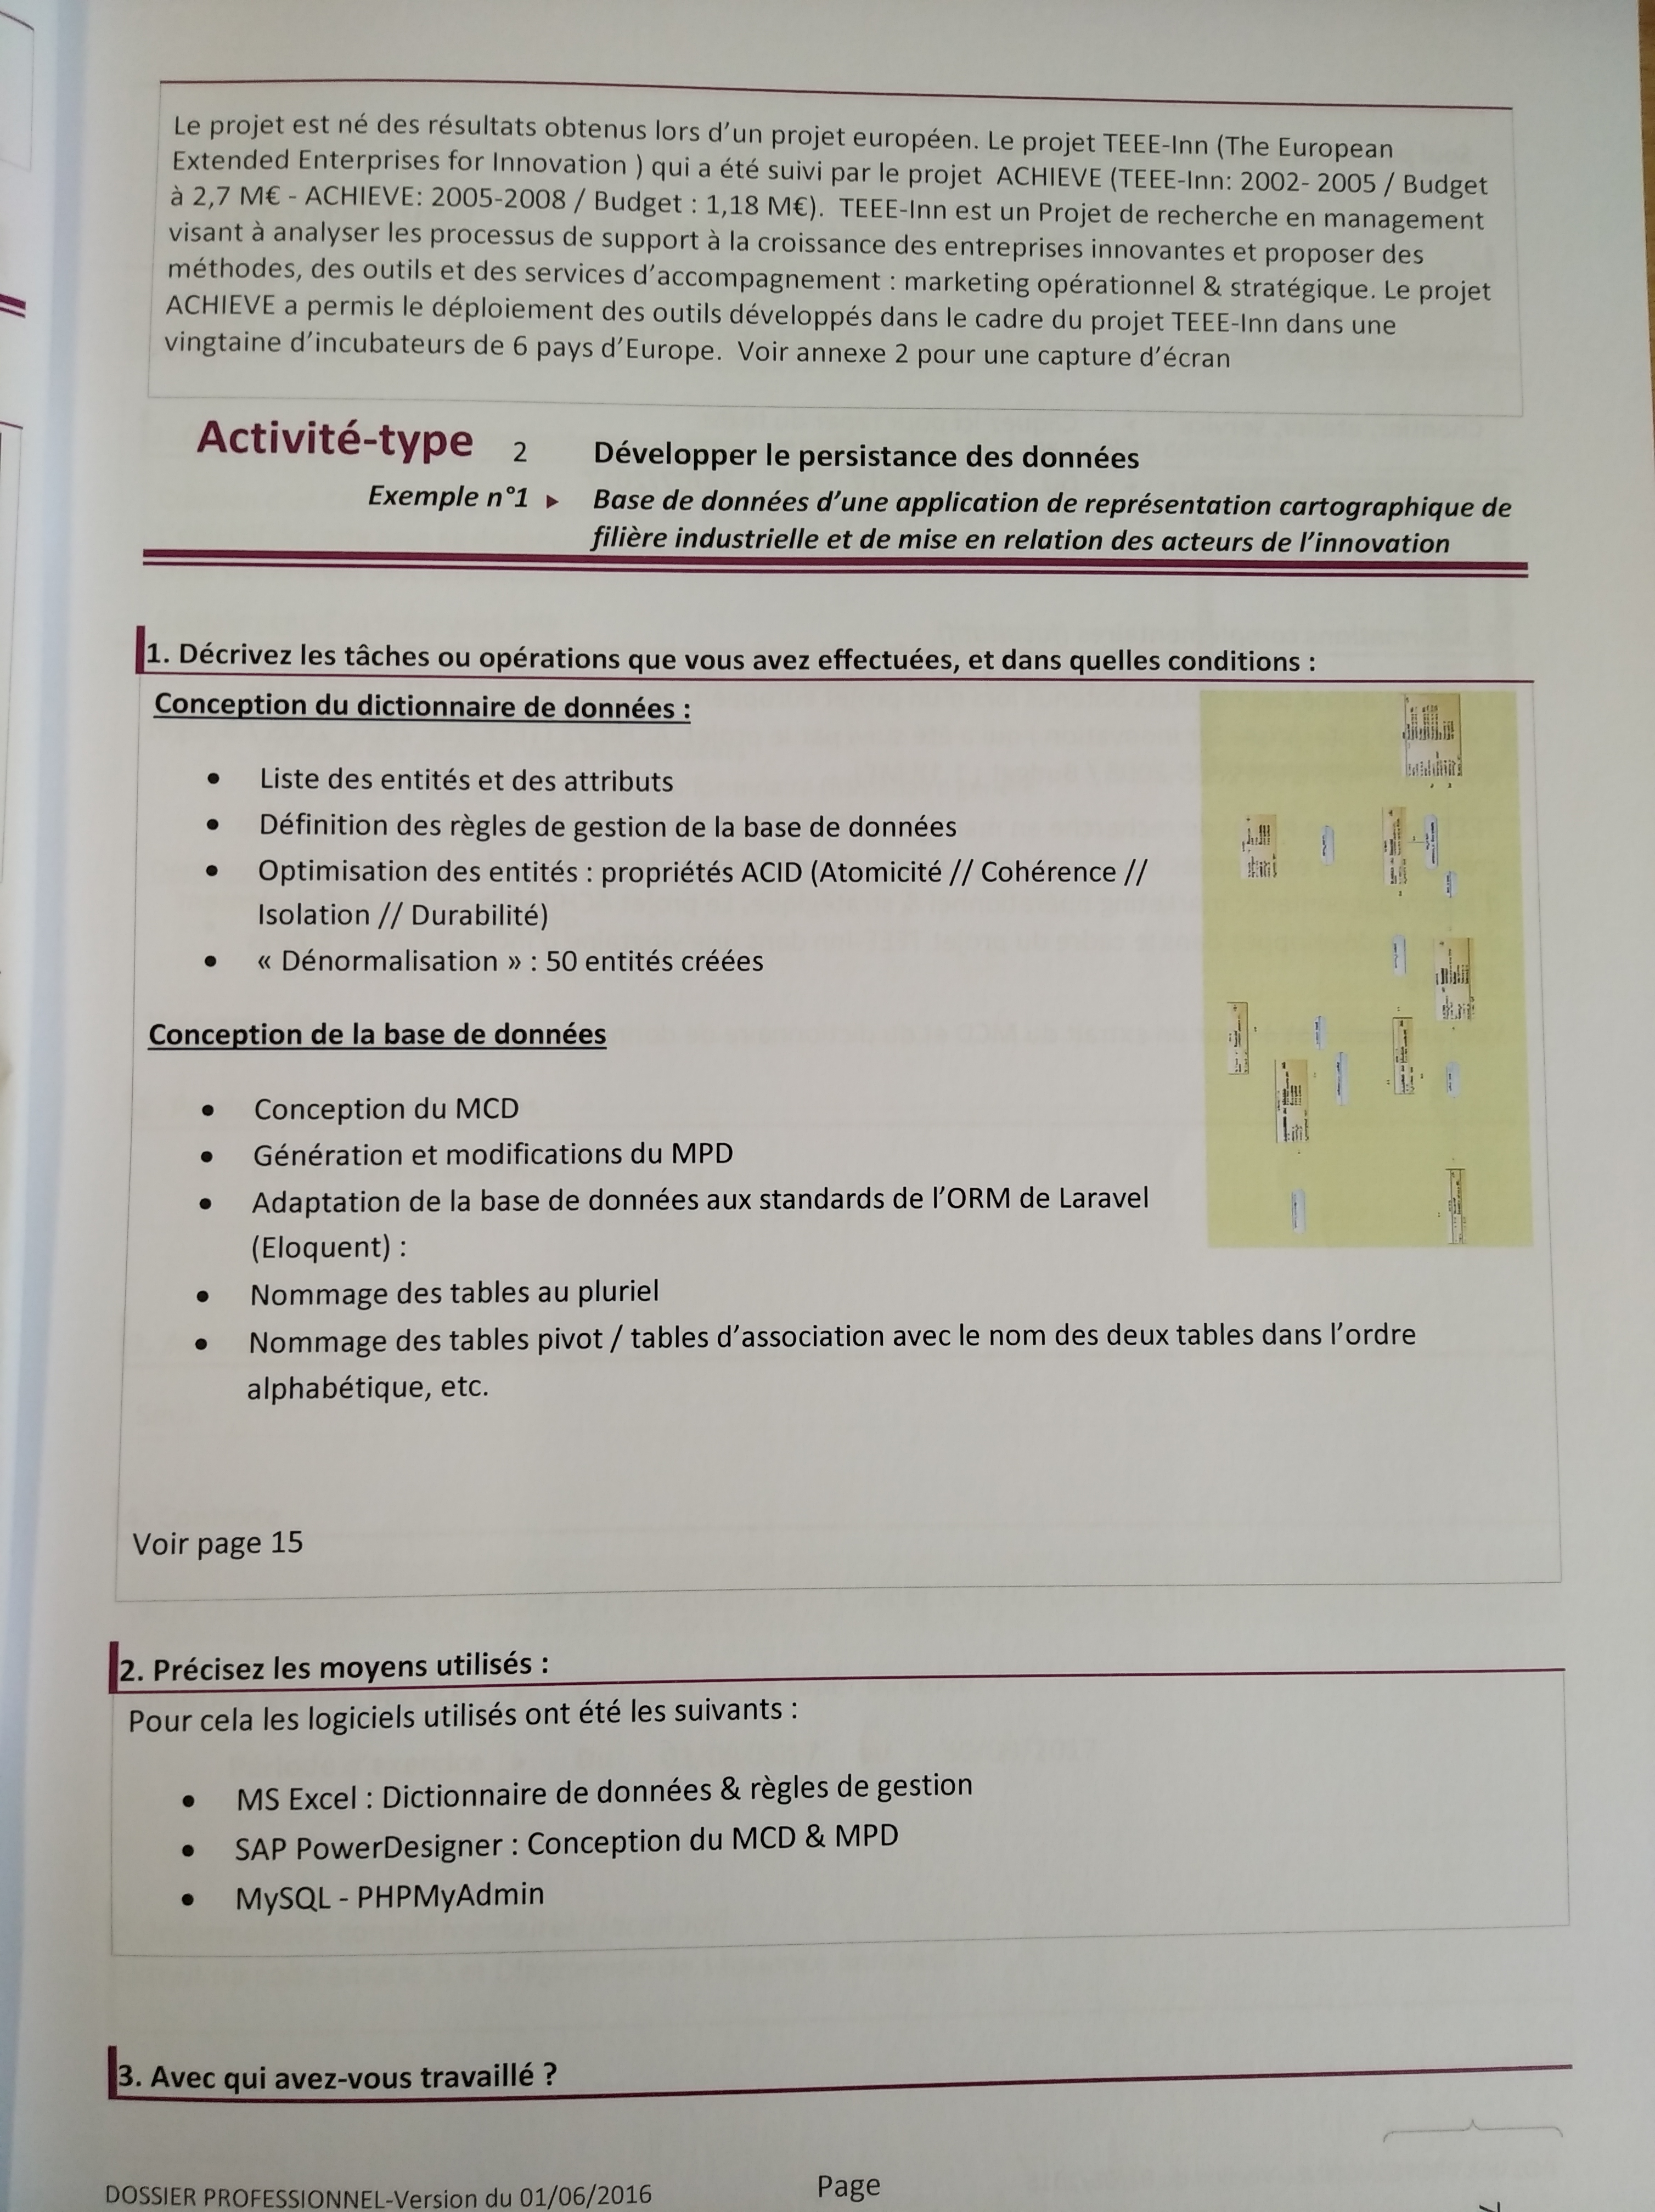 Le projet est né des résultats obtenus lors d'un projet européen. Le projet TEEE-Inn (The European
Extended Enterprises for Innovation ) qui a été suivi par le projet ACHIEVE (TEEE-Inn: 2002- 2005 / Budget
à 2,7 M€ - ACHIEVE: 2005-2008 / Budget : 1,18 M€). TEEE-Inn est un Projet de recherche en management
visant à analyser les processus de support à la croissance des entreprises innovantes et proposer des
méthodes, des outils et des services d'accompagnement : marketing opérationnel & stratégique. Le projet
ACHIEVE a permis le déploiement des outils développés dans le cadre du projet TEEE-Inn dans une
vingtaine d'incubateurs de 6 pays d'Europe. Voir annexe 2 pour une capture d'écran
Activité-type 2 Développer le persistance des données
Exemple n°1 ▶ Base de données d'une application de représentation cartographique de
filière industrielle et de mise en relation des acteurs de l'innovation
1. Décrivez les tâches ou opérations que vous avez effectuées, et dans quelles conditions :
Conception du dictionnaire de données :
• Liste des entités et des attributs
• Définition des règles de gestion de la base de données
• Optimisation des entités : propriétés ACID (Atomicité // Cohérence //
Isolation // Durabilité)
• « Dénormalisation » : 50 entités créées
Conception de la base de données
• Conception du MCD
• Génération et modifications du MPD
• Adaptation de la base de données aux standards de l'ORM de Laravel
(Eloquent) :
• Nommage des tables au pluriel
• Nommage des tables pivot / tables d'association avec le nom des deux tables dans l'ordre
alphabétique, etc.
Voir page 15
2. Précisez les moyens utilisés :
Pour cela les logiciels utilisés ont été les suivants :
• MS Excel : Dictionnaire de données & règles de gestion
• SAP PowerDesigner : Conception du MCD & MPD
• MySQL - PHPMyAdmin
3. Avec qui avez-vous travaillé ?
DOSSIER PROFESSIONNEL-Version du 01/06/2016 Page